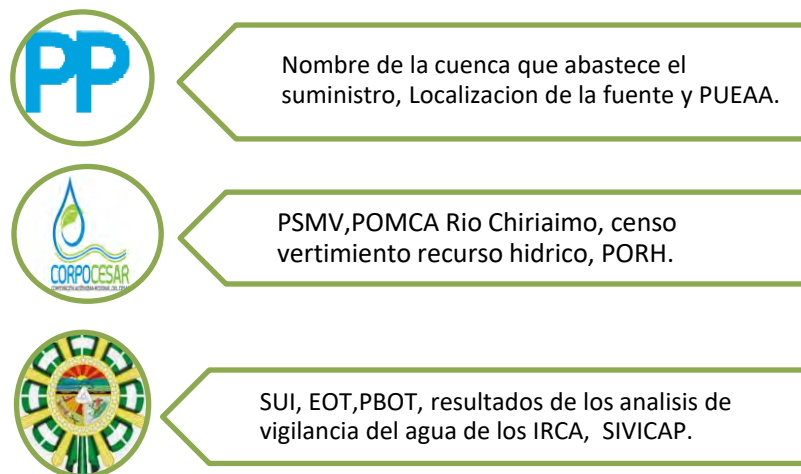 PP
Nombre de la cuenca que abastece el
suministro, Localizacion de la fuente y PUEAA.
CORPOCESAR
PSMV,POMCA Rio Chiriaimo, censo
vertimiento recurso hidrico, PORH.
SUI, EOT,PBOT, resultados de los analisis de
vigilancia del agua de los IRCA, SIVICAP.